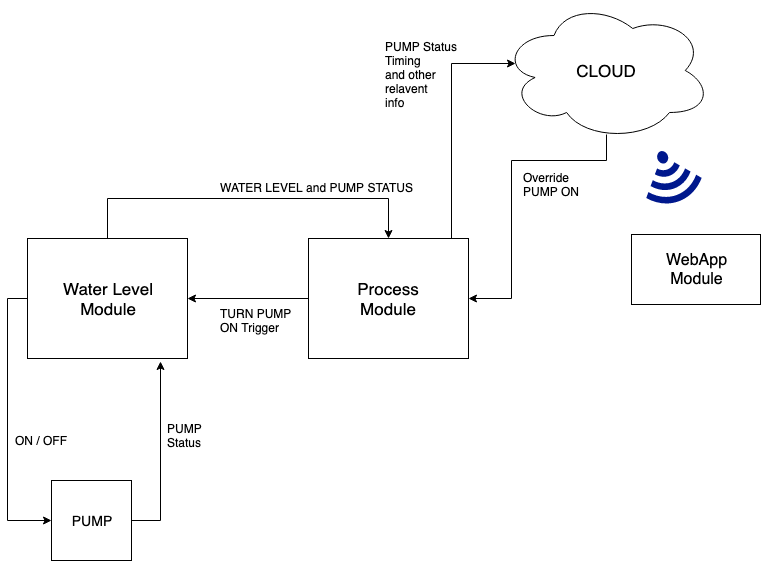 PUMP Status
Timing
and other
relavent
info
CLOUD
Override
PUMP ON
WATER LEVEL and PUMP STATUS
Water Level
Module
Process
Module
WebApp
Module
TURN PUMP
ON Trigger
ON / OFF
PUMP
Status
PUMP